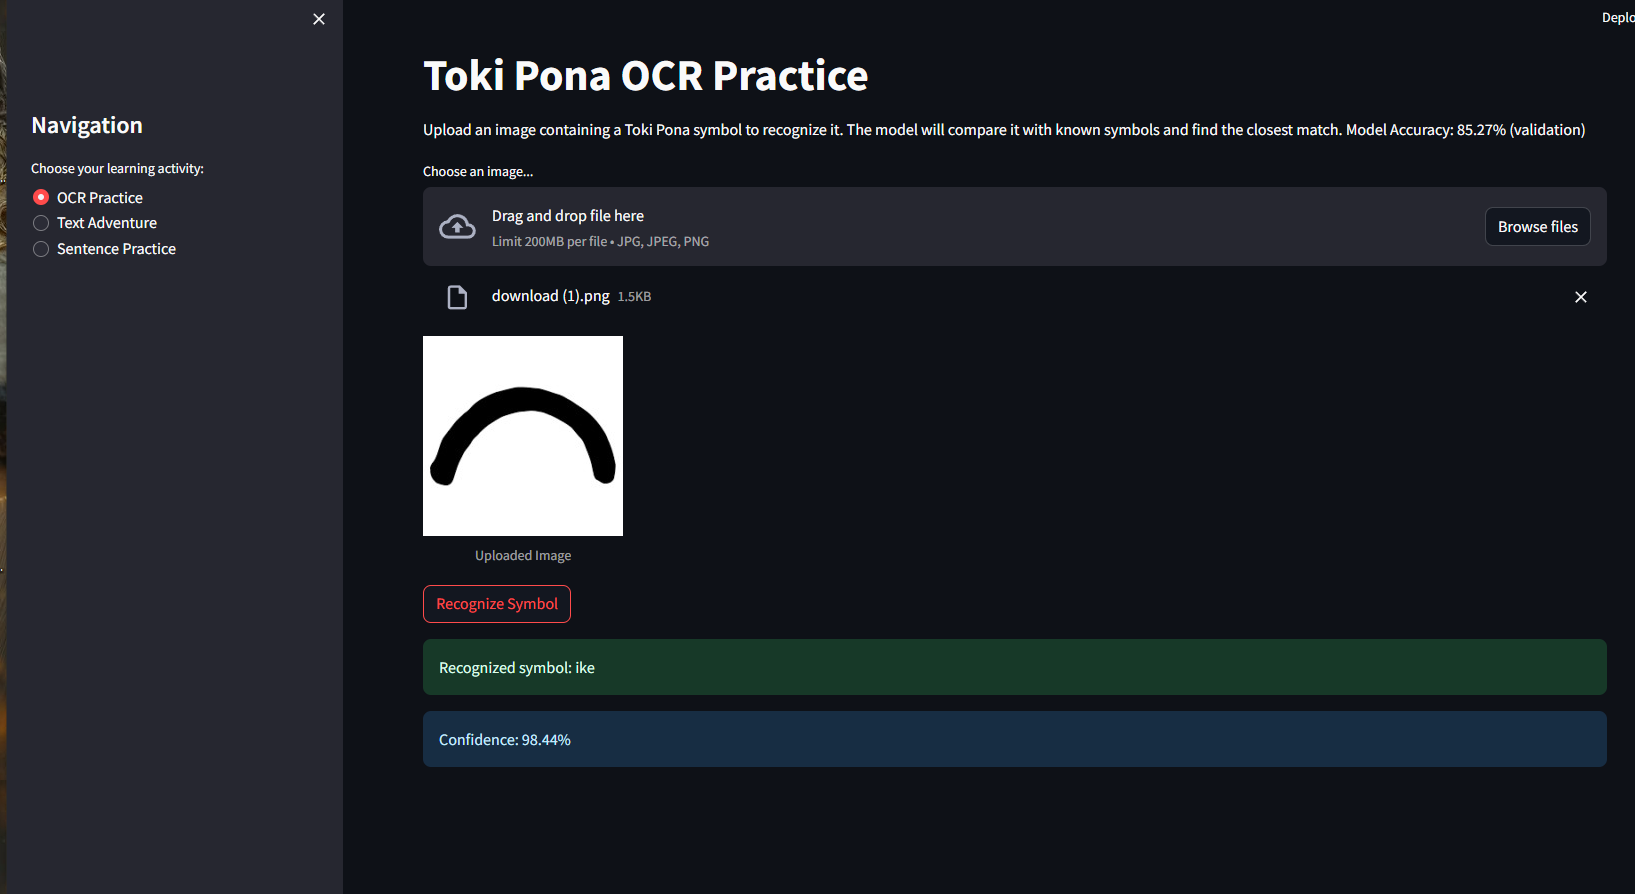 Deplo
Navigation
Choose your learning activity:
OCR Practice
Text Adventure
Sentence Practice
Toki Pona OCR Practice
Upload an image containing a Toki Pona symbol to recognize it. The model will compare it with known symbols and find the closest match. Model Accuracy: 85.27% (validation)
Choose an image...
Drag and drop file here
Limit 200MB per file • JPG, JPEG, PNG
Browse files
download (1).png 1.5KB
Uploaded Image
Recognize Symbol
Recognized symbol: ike
Confidence: 98.44%